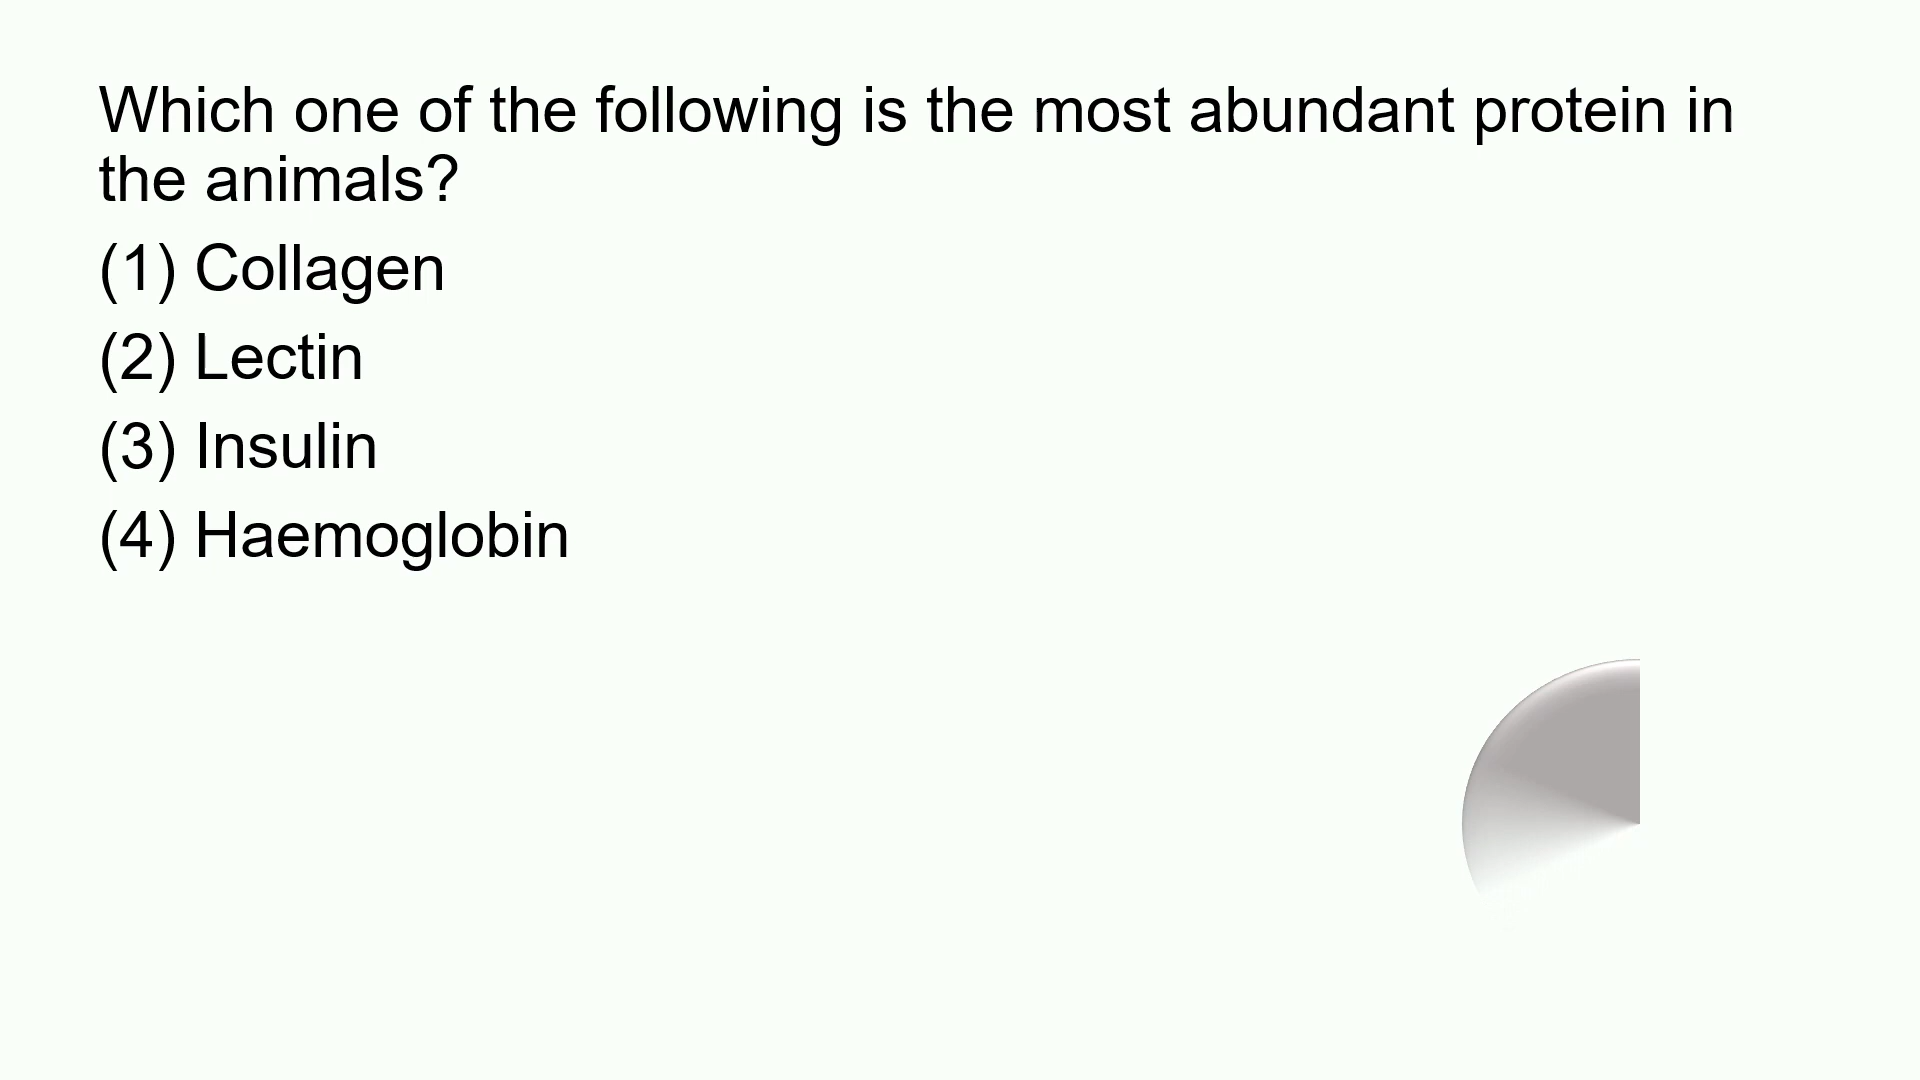 Which one of the following is the most abundant protein in
the animals?
(1) Collagen
(2) Lectin
(3) Insulin
(4) Haemoglobin